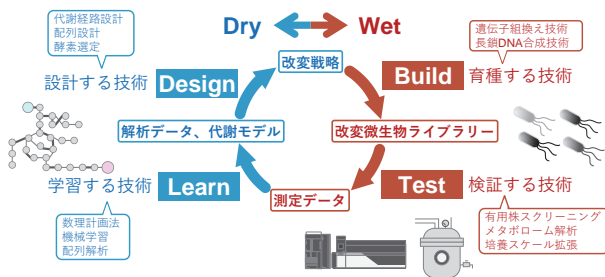 代謝経路設計
配列設計
酵素選定
Dry
Wet
遺伝子組換え技術
長鎖DNA合成技術
設計する技術
Design
改変戦略
Build
育種する技術
解析データ、代謝モデル
改変微生物ライブラリー
学習する技術
Learn
測定データ
Test
検証する技術
数理計画法
機械学習
配列解析
有用株スクリーニング
メタボローム解析
培養スケール拡張